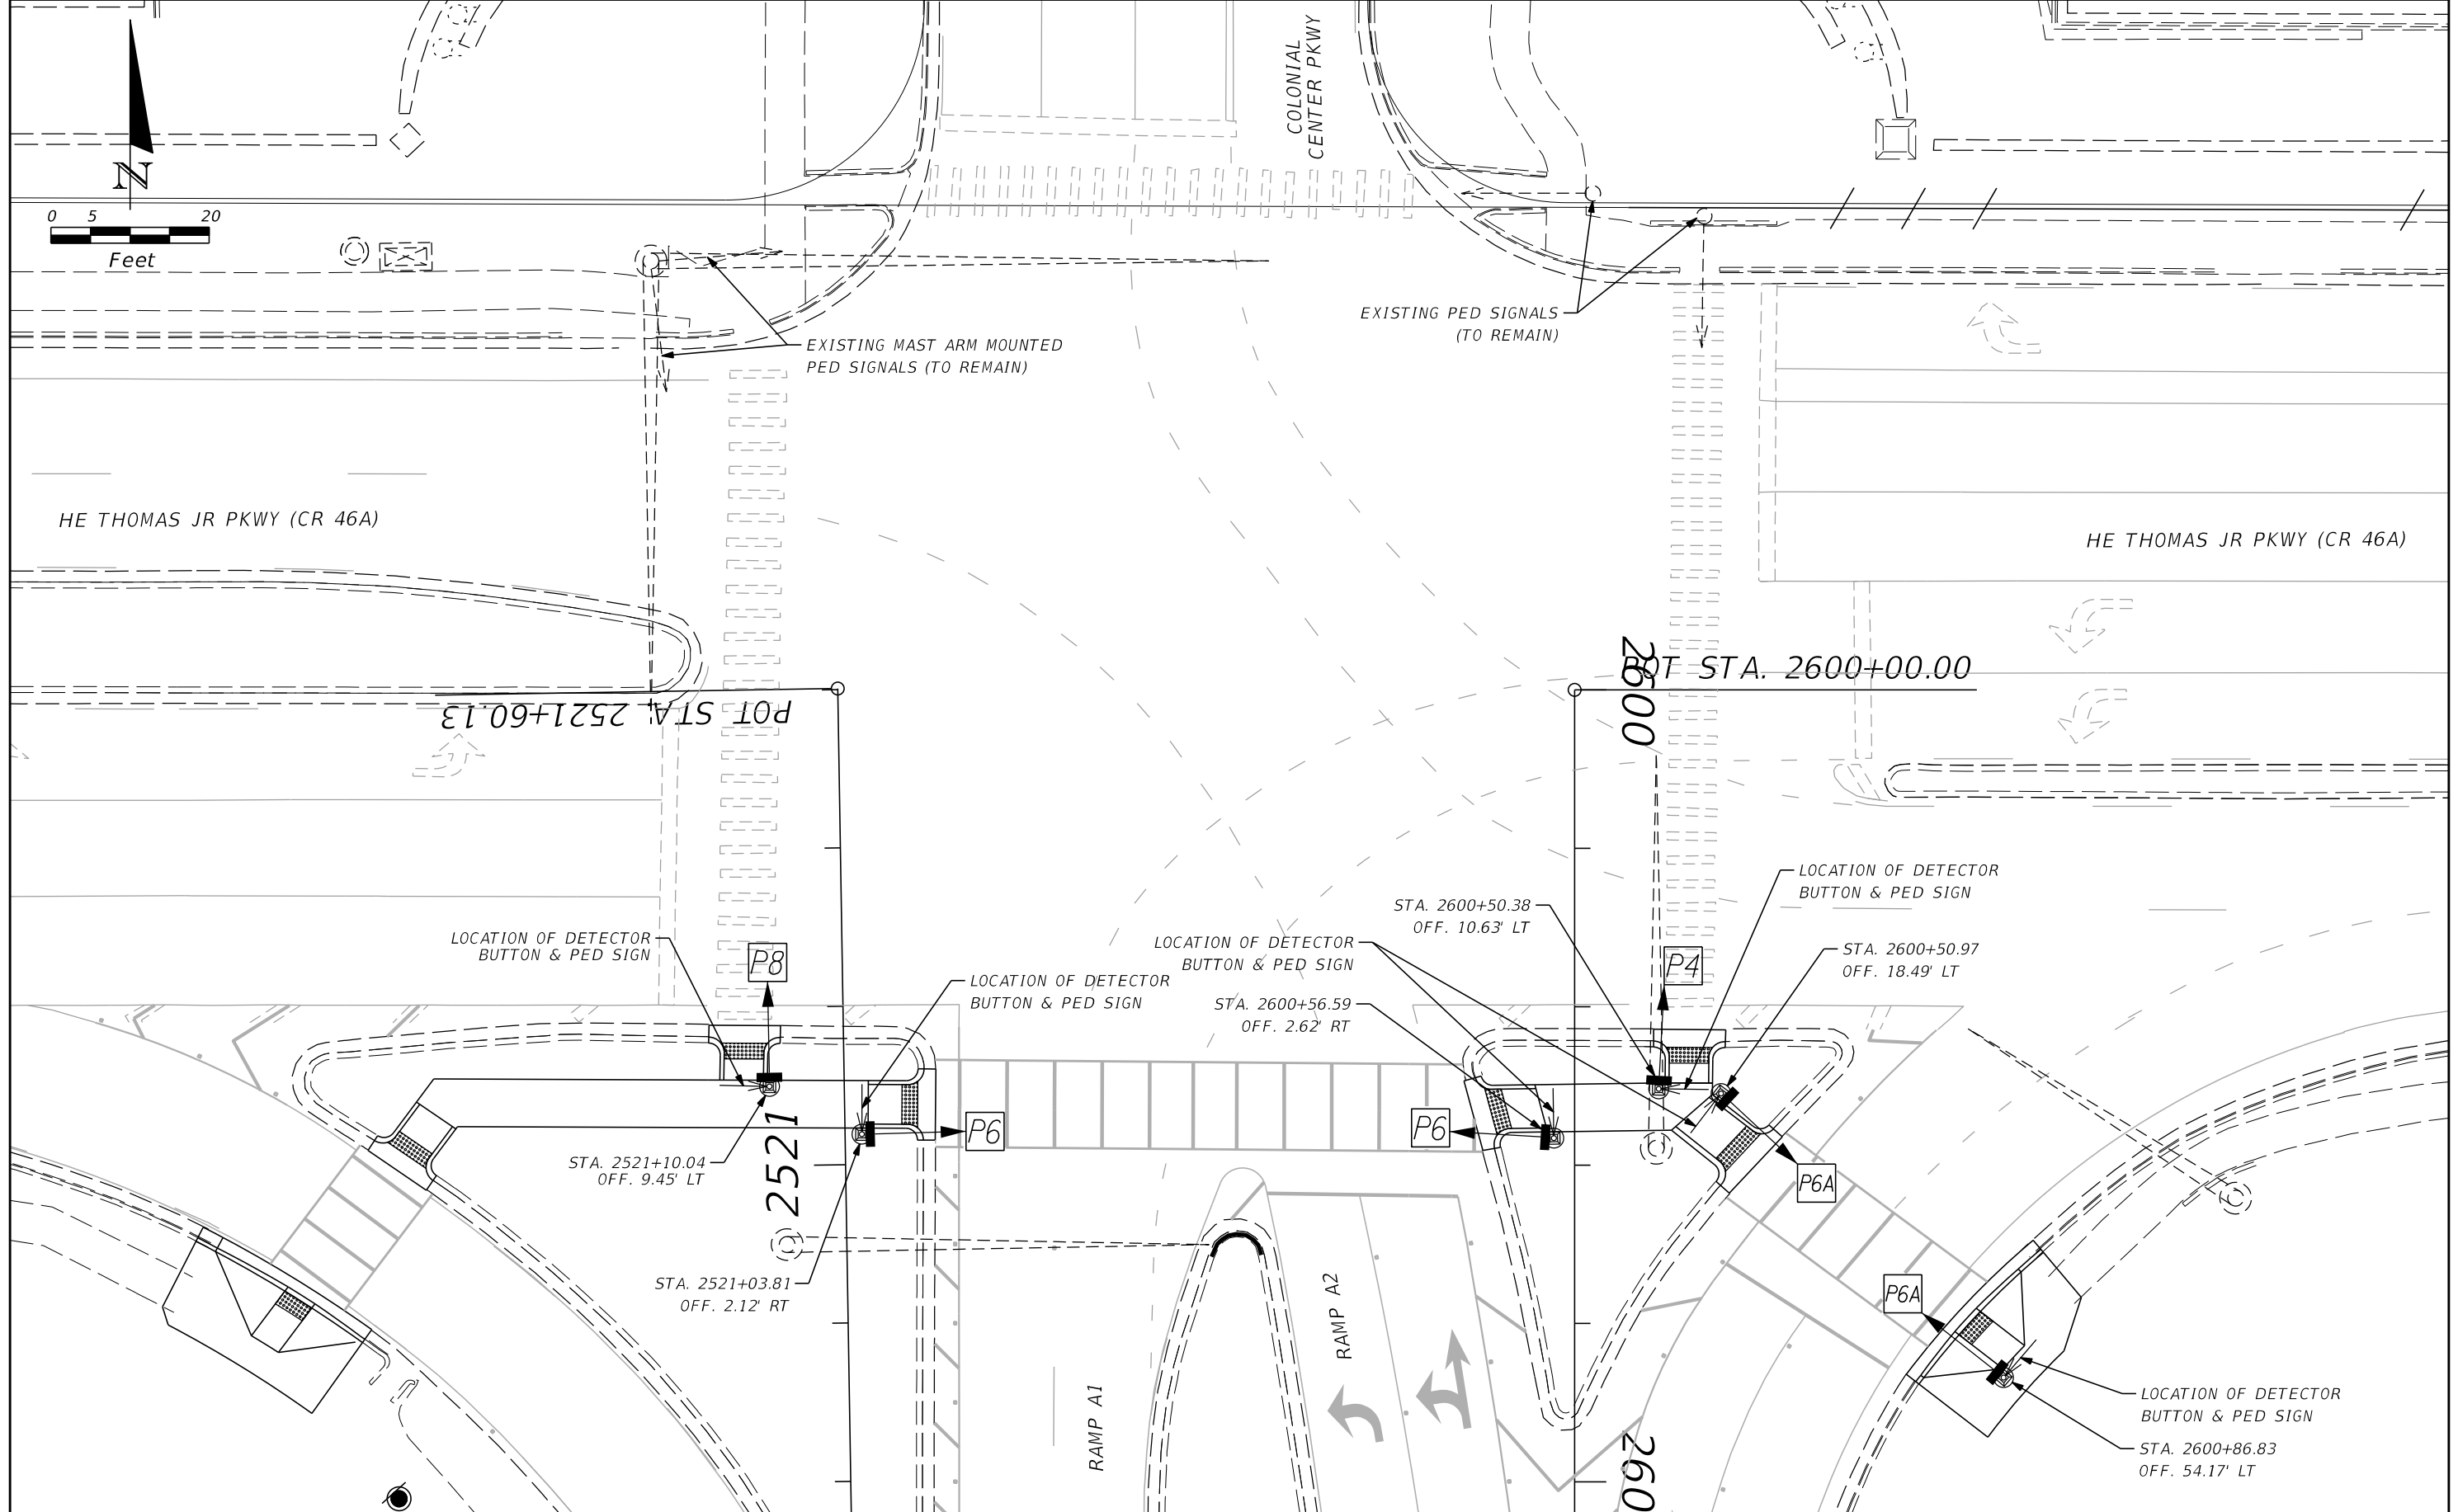 COLONIAL
CENTER PKWY
N
0 5 20
Feet
EXISTING PED SIGNALS
(TO REMAIN)
EXISTING MAST ARM MOUNTED
PED SIGNALS (TO REMAIN)
HE THOMAS JR PKWY (CR 46A)
HE THOMAS JR PKWY (CR 46A)
2600
POT STA. 2600+00.00
POT STA. 2521+60.13
LOCATION OF DETECTOR
BUTTON & PED SIGN
STA. 2600+50.38
OFF. 10.63' LT
LOCATION OF DETECTOR
BUTTON & PED SIGN
P8
LOCATION OF DETECTOR
BUTTON & PED SIGN
P4
STA. 2600+50.97
OFF. 18.49' LT
LOCATION OF DETECTOR
BUTTON & PED SIGN
STA. 2600+56.59
OFF. 2.62' RT
P6
P6
2521
STA. 2521+10.04
OFF. 9.45' LT
P6A
STA. 2521+03.81
OFF. 2.12' RT
P6A
RAMP A2
RAMP A1
LOCATION OF DETECTOR
BUTTON & PED SIGN
STA. 2600+86.83
OFF. 54.17' LT
260